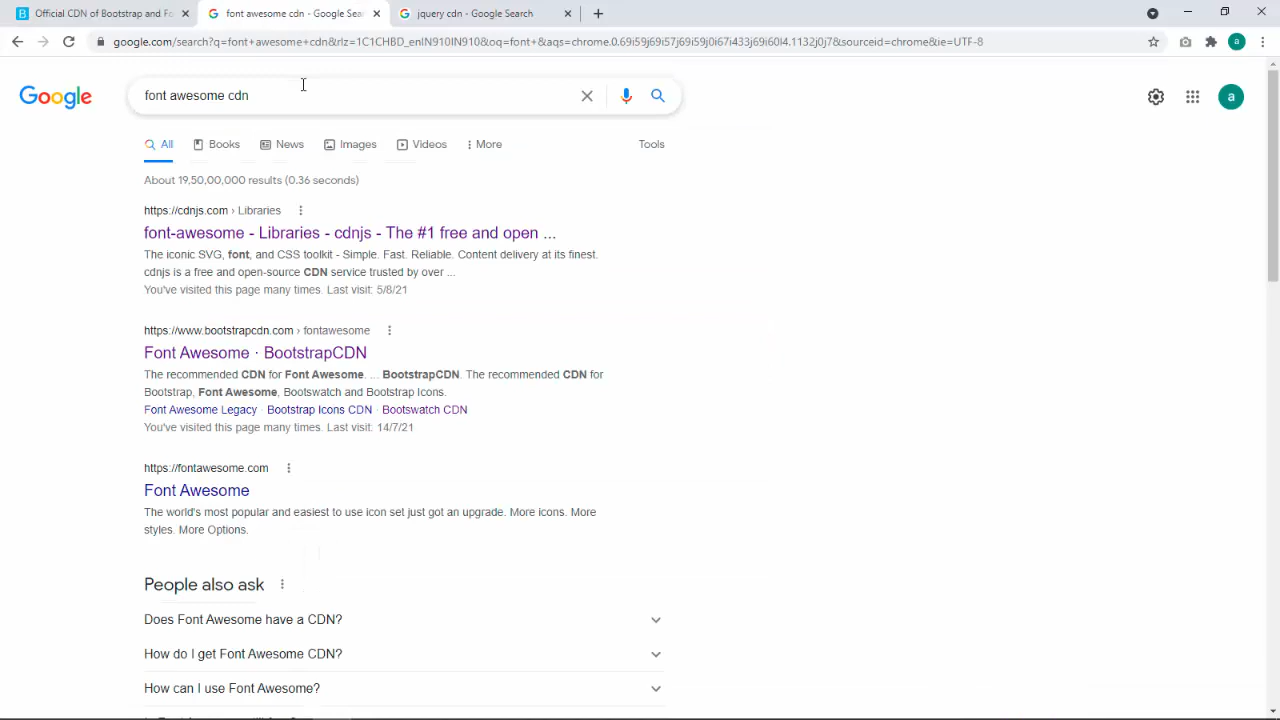 Official CDN of Bootstrap and Fo
font awesome cdn - Google Sear
jquery cdn - Google Search
google.com/search?q=font+awesome+cdn&rlz=1C1CHBD_enIN910IN910&oq=font+&aqs=chrome.0.69i59j69i57j69i59j0i67i433j69i60l4.1132j0j7&sourceid=chrome&ie=UTF-8
a
Google
font awesome cdn
a
All
Books
News
Images
Videos
More
Tools
About 19,50,00,000 results (0.36 seconds)
https://cdnjs.com › Libraries
font-awesome - Libraries - cdnjs - The #1 free and open ...
The iconic SVG, font, and CSS toolkit - Simple. Fast. Reliable. Content delivery at its finest.
cdnjs is a free and open-source CDN service trusted by over ...
You've visited this page many times. Last visit: 5/8/21
https://www.bootstrapcdn.com › fontawesome
Font Awesome · BootstrapCDN
The recommended CDN for Font Awesome. ... BootstrapCDN. The recommended CDN for
Bootstrap, Font Awesome, Bootswatch and Bootstrap Icons.
Font Awesome Legacy · Bootstrap Icons CDN · Bootswatch CDN
You've visited this page many times. Last visit: 14/7/21
https://fontawesome.com
Font Awesome
The world's most popular and easiest to use icon set just got an upgrade. More icons. More
styles. More Options.
People also ask
Does Font Awesome have a CDN?
How do I get Font Awesome CDN?
How can I use Font Awesome?